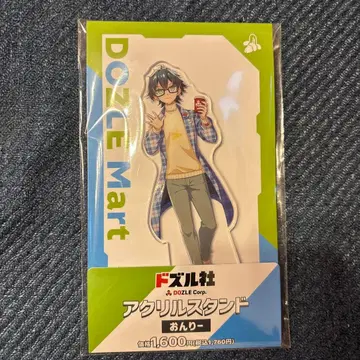 DOZLE Mart
ドズル社
DOZLE Corp.
アクリルスタンド
おんりー
価格1,600円(税込1,760円)